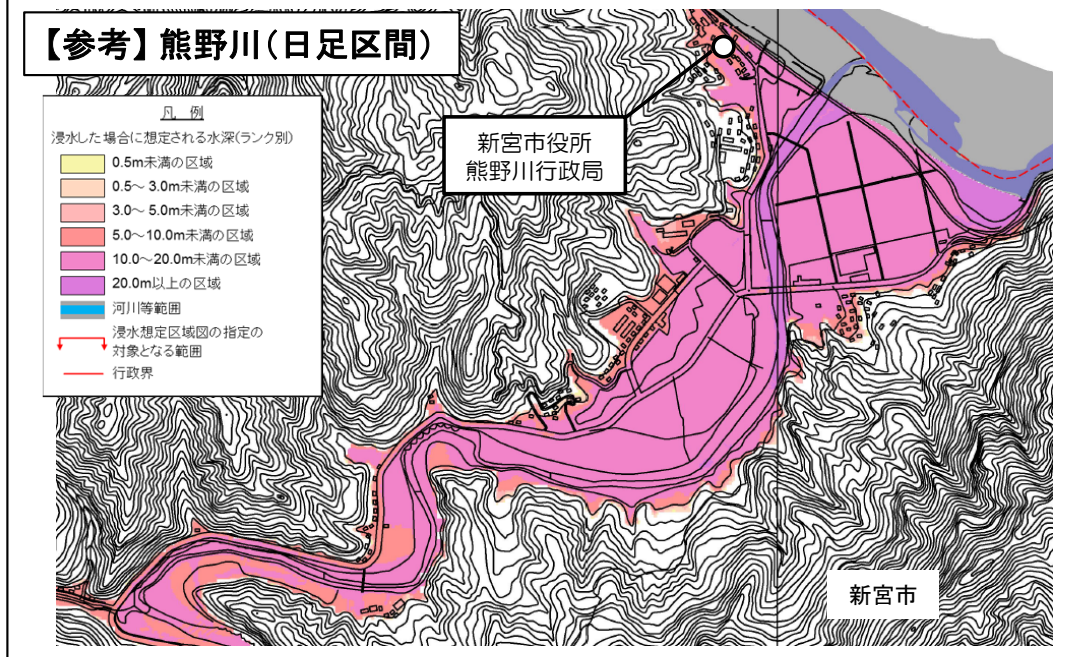 【参考】熊野川(日足区間)
凡 例
浸水した場合に想定される水深(ランク別)
0.5m未満の区域
0.5～ 3.0m未満の区域
3.0～ 5.0m未満の区域
5.0～10.0m未満の区域
10.0～20.0m未満の区域
20.0m以上の区域
河川等範囲
浸水想定区域図の指定の
対象となる範囲
行政界
新宮市役所
熊野川行政局
新宮市